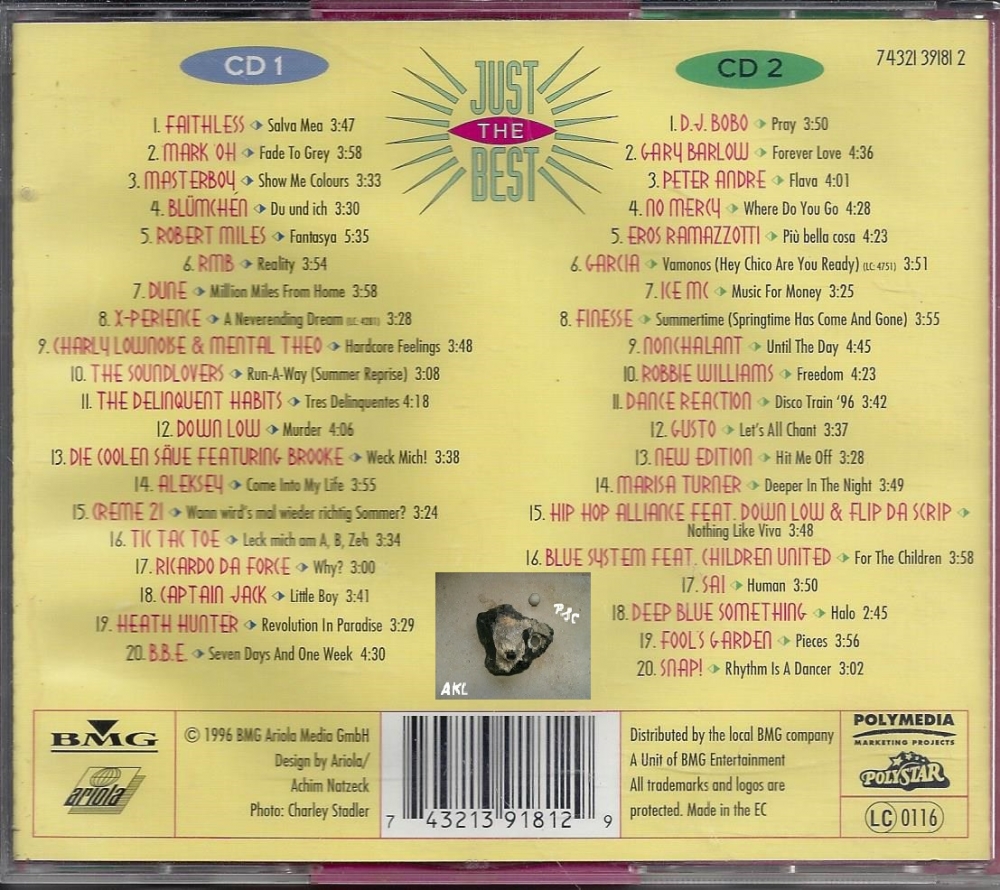 CD 1
JUST
THE
BEST
CD 2
74321 39181 2
1. FAITHLESS Salva Mea 3:47
2. MARK 'OH Fade To Grey 3:58
3. MASTERBOY Show Me Colours 3:33
4. BLÜMCHEN Du und ich 3:30
5. ROBERT MILES Fantasya 5:35
6. RMB Reality 3:54
7. DUNE Million Miles From Home 3:58
8. X-PERIENCE A Neverending Dream (LC: 4281) 3:28
9. CHARLY LOWNOISE & MENTAL THEO Hardcore Feelings 3:48
10. THE SOUNDLOVERS Run-A-Way (Summer Reprise) 3:08
11. THE DELINQUENT HABITS Tres Delinquentes 4:18
12. DOWN LOW Murder 4:06
13. DIE COOLEN SÄUE FEATURING BROOKE Weck Mich! 3:38
14. ALEKSEY Come Into My Life 3:55
15. CREME 21 Wann wird's mal wieder richtig Sommer? 3:24
16. TIC TAC TOE Leck mich am A, B, Zeh 3:34
17. RICARDO DA FORCE Why? 3:00
18. CAPTAIN JACK Little Boy 3:41
19. HEATH HUNTER Revolution In Paradise 3:29
20. B.B.E. Seven Days And One Week 4:30
1. D.J. BOBO Pray 3:50
2. GARY BARLOW Forever Love 4:36
3. PETER ANDRE Flava 4:01
4. NO MERCY Where Do You Go 4:28
5. EROS RAMAZZOTTI Più bella cosa 4:23
6. GARCIA Vamonos (Hey Chico Are You Ready) (LC: 4751) 3:51
7. ICE MC Music For Money 3:25
8. FINESSE Summertime (Springtime Has Come And Gone) 3:55
9. NONCHALANT Until The Day 4:45
10. ROBBIE WILLIAMS Freedom 4:23
11. DANCE REACTION Disco Train '96 3:42
12. GUSTO Let's All Chant 3:37
13. NEW EDITION Hit Me Off 3:28
14. MARISA TURNER Deeper In The Night 3:49
15. HIP HOP ALLIANCE FEAT. DOWN LOW & FLIP DA SCRIP
Nothing Like Viva 3:48
16. BLUE SYSTEM FEAT. CHILDREN UNITED For The Children 3:58
17. SAI Human 3:50
18. DEEP BLUE SOMETHING Halo 2:45
19. FOOL'S GARDEN Pieces 3:56
20. SNAP! Rhythm Is A Dancer 3:02
PSC
AKL
BMG
ariola
© 1996 BMG Ariola Media GmbH
Design by Ariola/
Achim Natzeck
Photo: Charley Stadler
7 43213 91812 9
Distributed by the local BMG company
A Unit of BMG Entertainment
All trademarks and logos are
protected. Made in the EC
POLYMEDIA
MARKETING PROJECTS
POLYSTAR
LC 0116